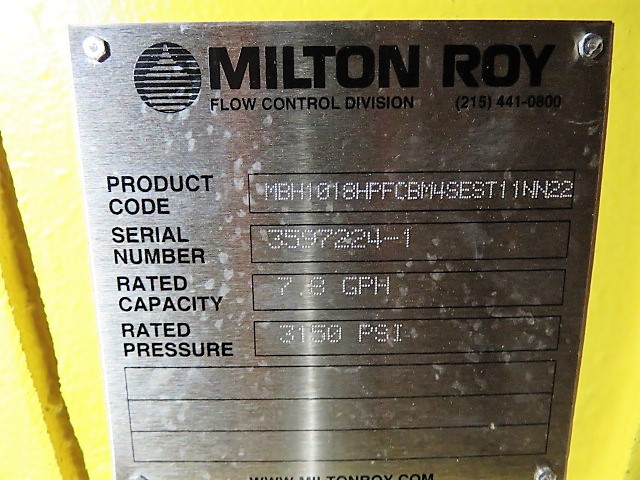 MILTON ROY
FLOW CONTROL DIVISION (215) 441-0800
PRODUCT CODE MBH1018HPFCBM4SEST11NN22
SERIAL NUMBER 3597224-1
RATED CAPACITY 7.8 GPH
RATED PRESSURE 3150 PSI
WWW.MILTONROY.COM